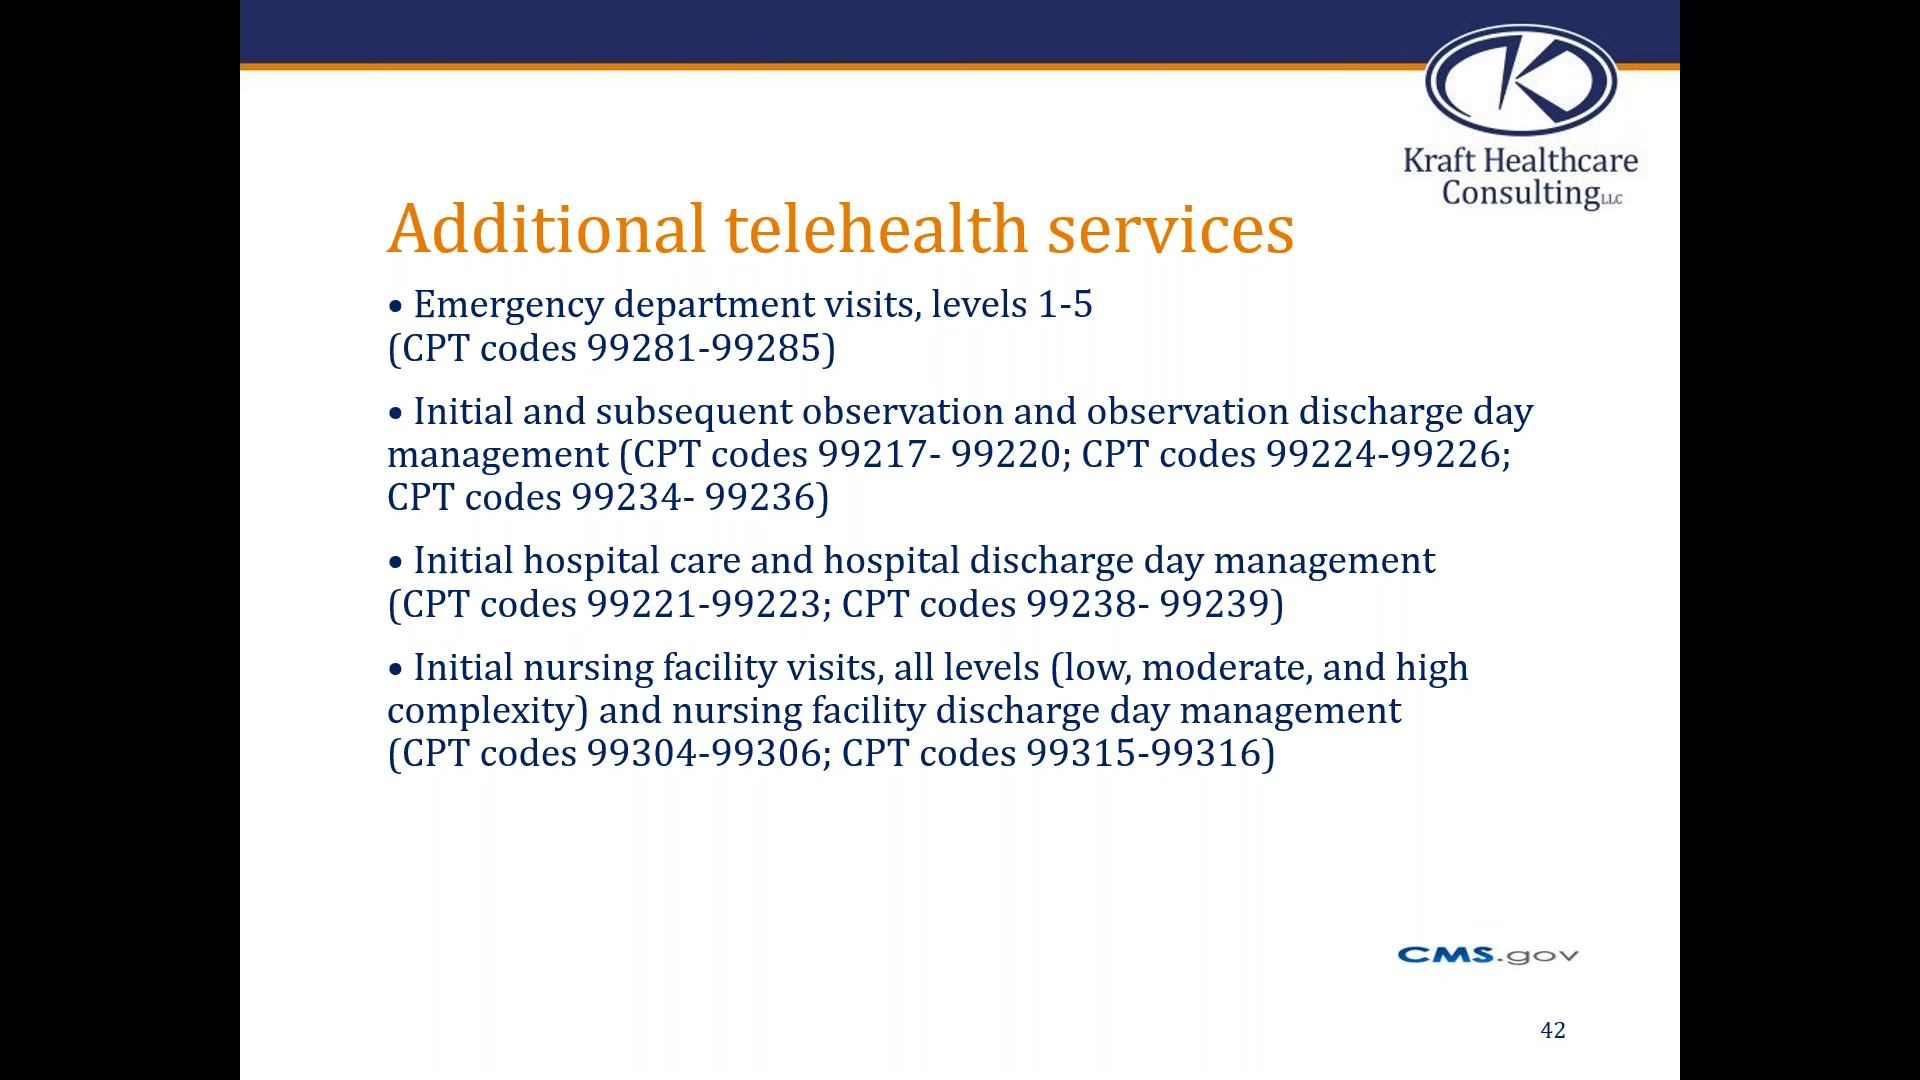 Kraft Healthcare
Consulting LLC
Additional telehealth services
• Emergency department visits, levels 1-5
(CPT codes 99281-99285)
• Initial and subsequent observation and observation discharge day
management (CPT codes 99217- 99220; CPT codes 99224-99226;
CPT codes 99234- 99236)
• Initial hospital care and hospital discharge day management
(CPT codes 99221-99223; CPT codes 99238- 99239)
• Initial nursing facility visits, all levels (low, moderate, and high
complexity) and nursing facility discharge day management
(CPT codes 99304-99306; CPT codes 99315-99316)
CMS.gov
42